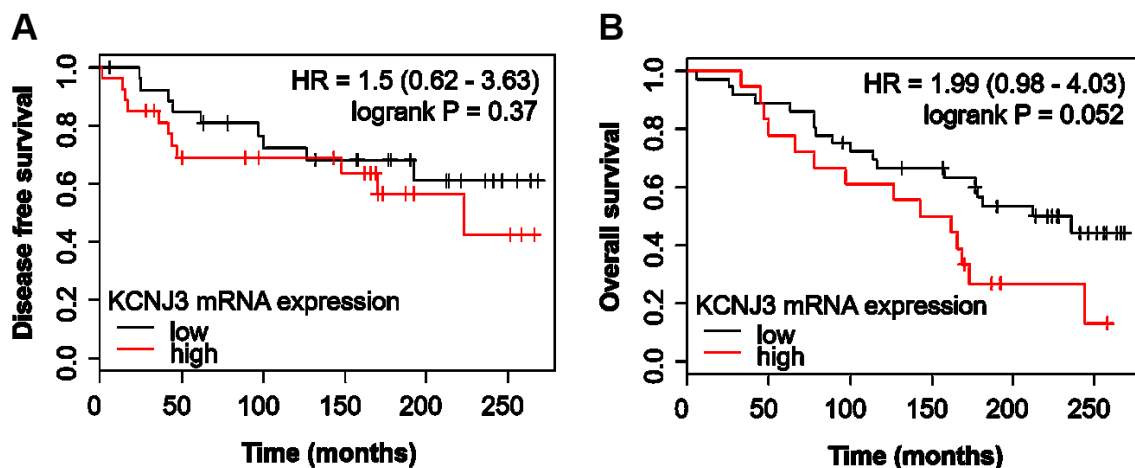 A
Disease free survival
1.0
0.8
0.6
0.4
0.2
0.0
HR = 1.5 (0.62 - 3.63)
logrank P = 0.37
KCNJ3 mRNA expression
low
high
0 50 100 150 200 250
Time (months)
B
Overall survival
1.0
0.8
0.6
0.4
0.2
0.0
HR = 1.99 (0.98 - 4.03)
logrank P = 0.052
KCNJ3 mRNA expression
low
high
0 50 100 150 200 250
Time (months)